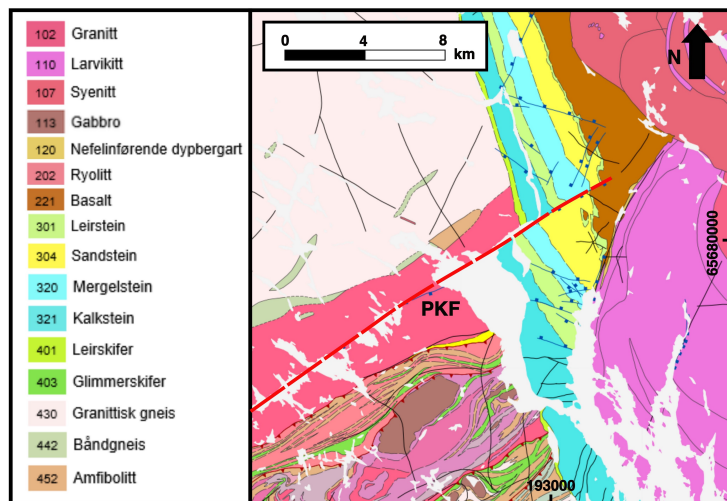 102 Granitt
110 Larvikitt
107 Syenitt
113 Gabbro
120 Nefelinførende dypbergart
202 Ryolitt
221 Basalt
301 Leirstein
304 Sandstein
320 Mergelstein
321 Kalkstein
401 Leirskifer
403 Glimmerskifer
430 Granittisk gneis
442 Båndgneis
452 Amfibolitt
0 4 8
km
N
65680000
PKF
193000